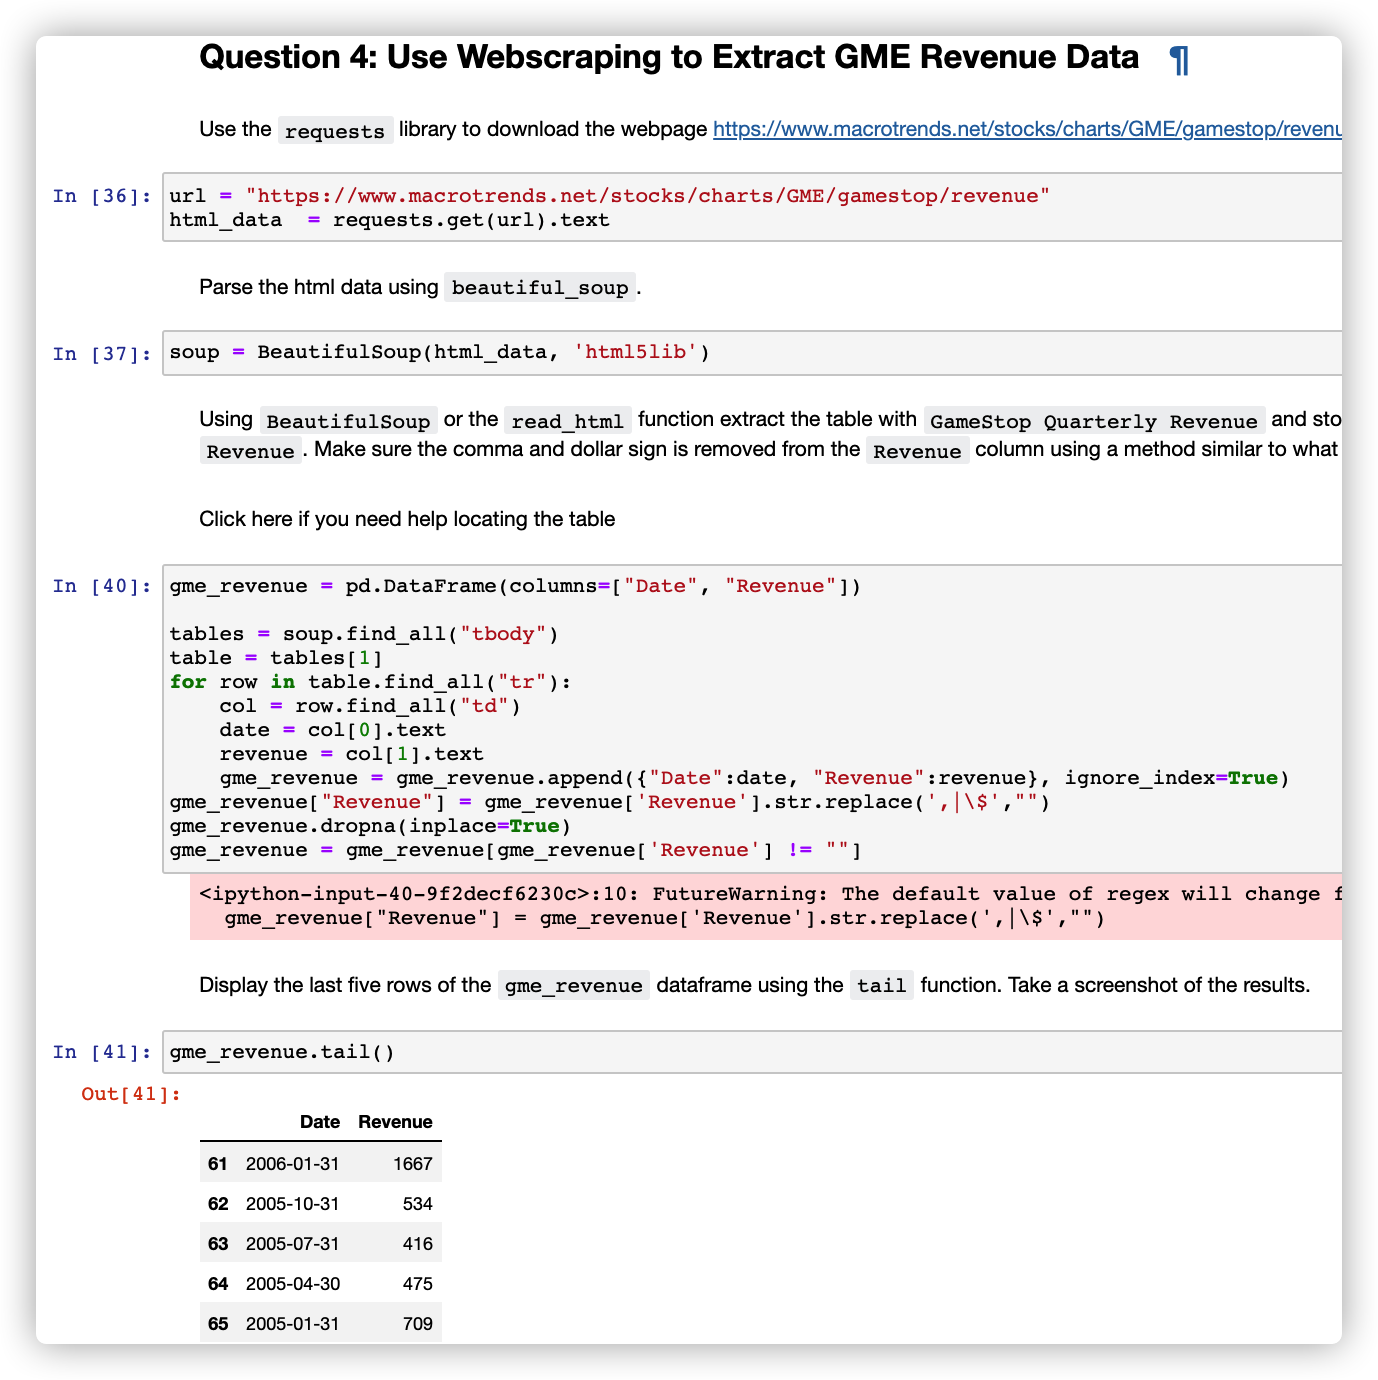 Question 4: Use Webscraping to Extract GME Revenue Data ¶
Use the requests library to download the webpage https://www.macrotrends.net/stocks/charts/GME/gamestop/revenu
In [36]: url = "https://www.macrotrends.net/stocks/charts/GME/gamestop/revenue"
html_data  = requests.get(url).text
Parse the html data using beautiful_soup.
In [37]: soup = BeautifulSoup(html_data, 'html5lib')
Using BeautifulSoup or the read_html function extract the table with GameStop Quarterly Revenue and sto
Revenue. Make sure the comma and dollar sign is removed from the Revenue column using a method similar to what
Click here if you need help locating the table
In [40]: gme_revenue = pd.DataFrame(columns=["Date", "Revenue"])
tables = soup.find_all("tbody")
table = tables[1]
for row in table.find_all("tr"):
    col = row.find_all("td")
    date = col[0].text
    revenue = col[1].text
    gme_revenue = gme_revenue.append({"Date":date, "Revenue":revenue}, ignore_index=True)
gme_revenue["Revenue"] = gme_revenue['Revenue'].str.replace(',|\$',"")
gme_revenue.dropna(inplace=True)
gme_revenue = gme_revenue[gme_revenue['Revenue'] != ""]
<ipython-input-40-9f2decf6230c>:10: FutureWarning: The default value of regex will change f
  gme_revenue["Revenue"] = gme_revenue['Revenue'].str.replace(',|\$',"")
Display the last five rows of the gme_revenue dataframe using the tail function. Take a screenshot of the results.
In [41]: gme_revenue.tail()
Out[41]:
Date Revenue
61 2006-01-31 1667
62 2005-10-31 534
63 2005-07-31 416
64 2005-04-30 475
65 2005-01-31 709